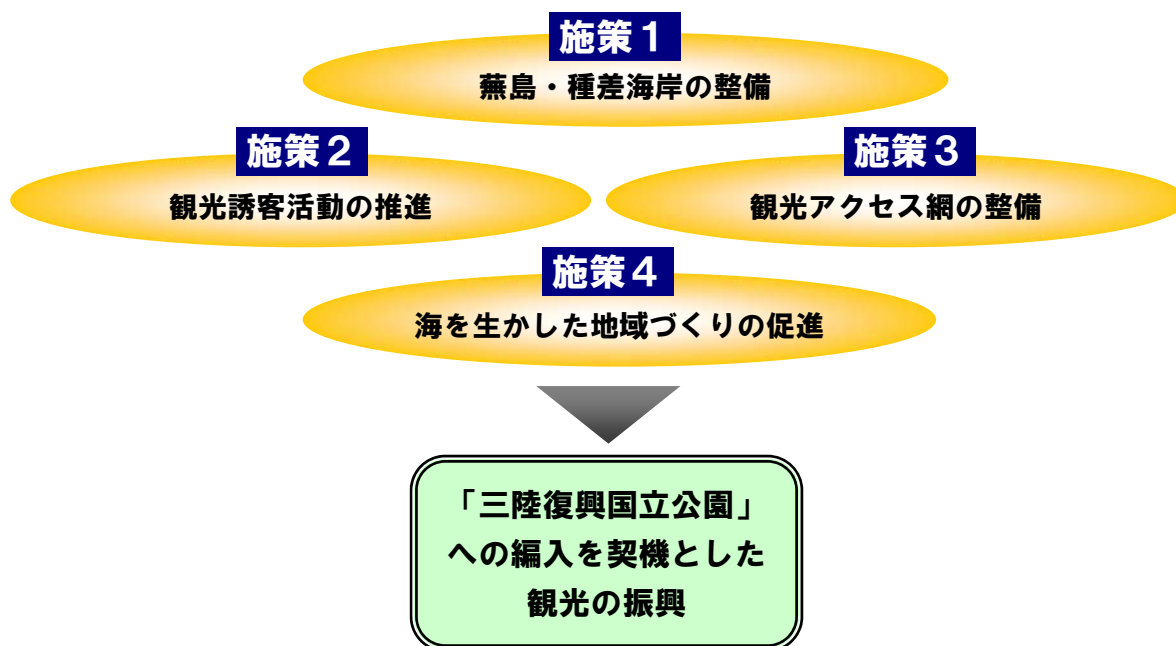 施策１
蕪島・種差海岸の整備
施策２
観光誘客活動の推進
施策３
観光アクセス網の整備
施策４
海を生かした地域づくりの促進
「三陸復興国立公園」
への編入を契機とした
観光の振興